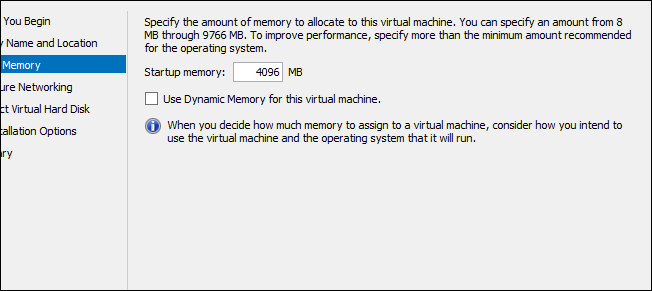 You Begin
Name and Location
Memory
ure Networking
ct Virtual Hard Disk
tallation Options
ary
Specify the amount of memory to allocate to this virtual machine. You can specify an amount from 8
MB through 9766 MB. To improve performance, specify more than the minimum amount recommended
for the operating system.
Startup memory: 4096 MB
Use Dynamic Memory for this virtual machine.
When you decide how much memory to assign to a virtual machine, consider how you intend to
use the virtual machine and the operating system that it will run.